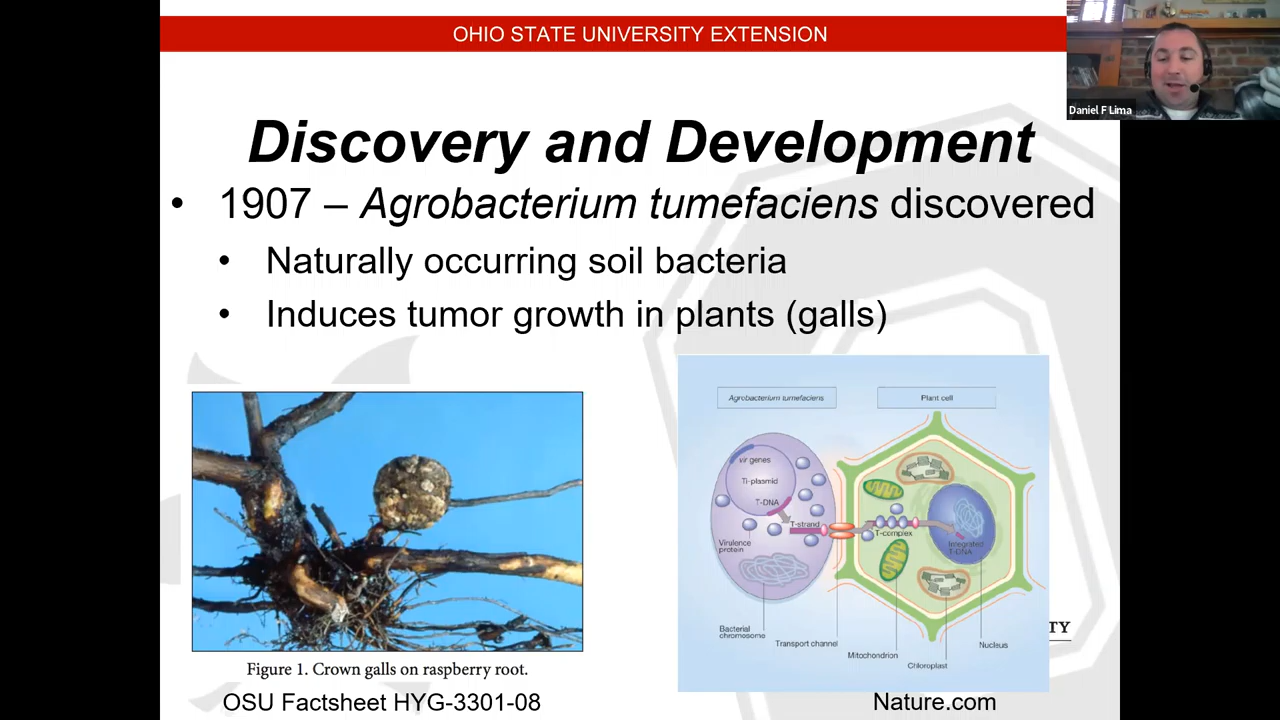 OHIO STATE UNIVERSITY EXTENSION
Daniel F Lima
Discovery and Development
• 1907 – Agrobacterium tumefaciens discovered
• Naturally occurring soil bacteria
• Induces tumor growth in plants (galls)
Agrobacterium tumefaciens
Plant cell
vir genes
Ti-plasmid
T-DNA
T-strand
T-complex
Virulence
protein
Integrated
T-DNA
Bacterial
chromosome
Transport channel
Mitochondrion
Chloroplast
Nucleus
TY
Figure 1. Crown galls on raspberry root.
OSU Factsheet HYG-3301-08
Nature.com